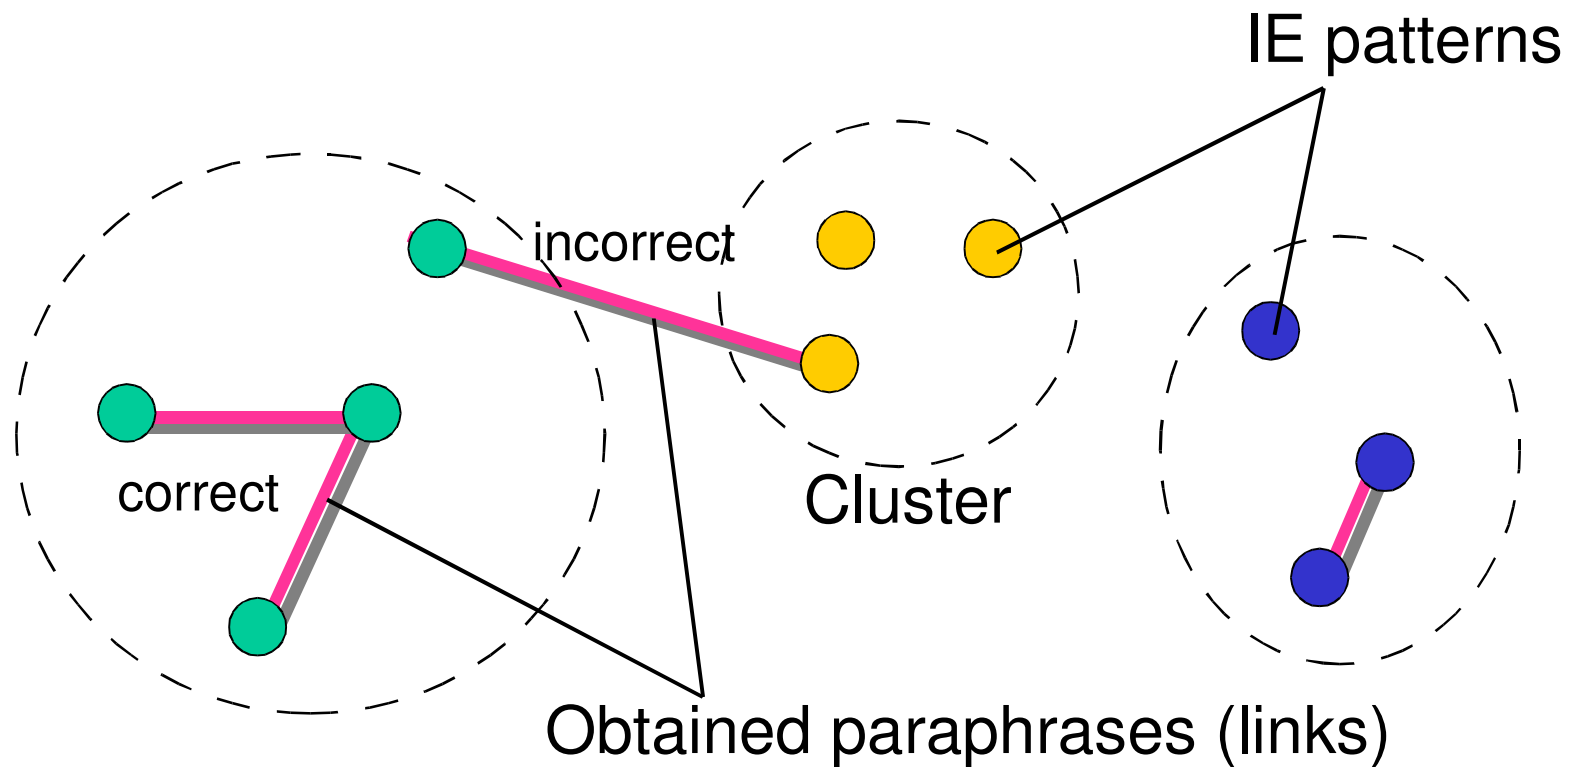 IE patterns
incorrect
correct
Cluster
Obtained paraphrases (links)